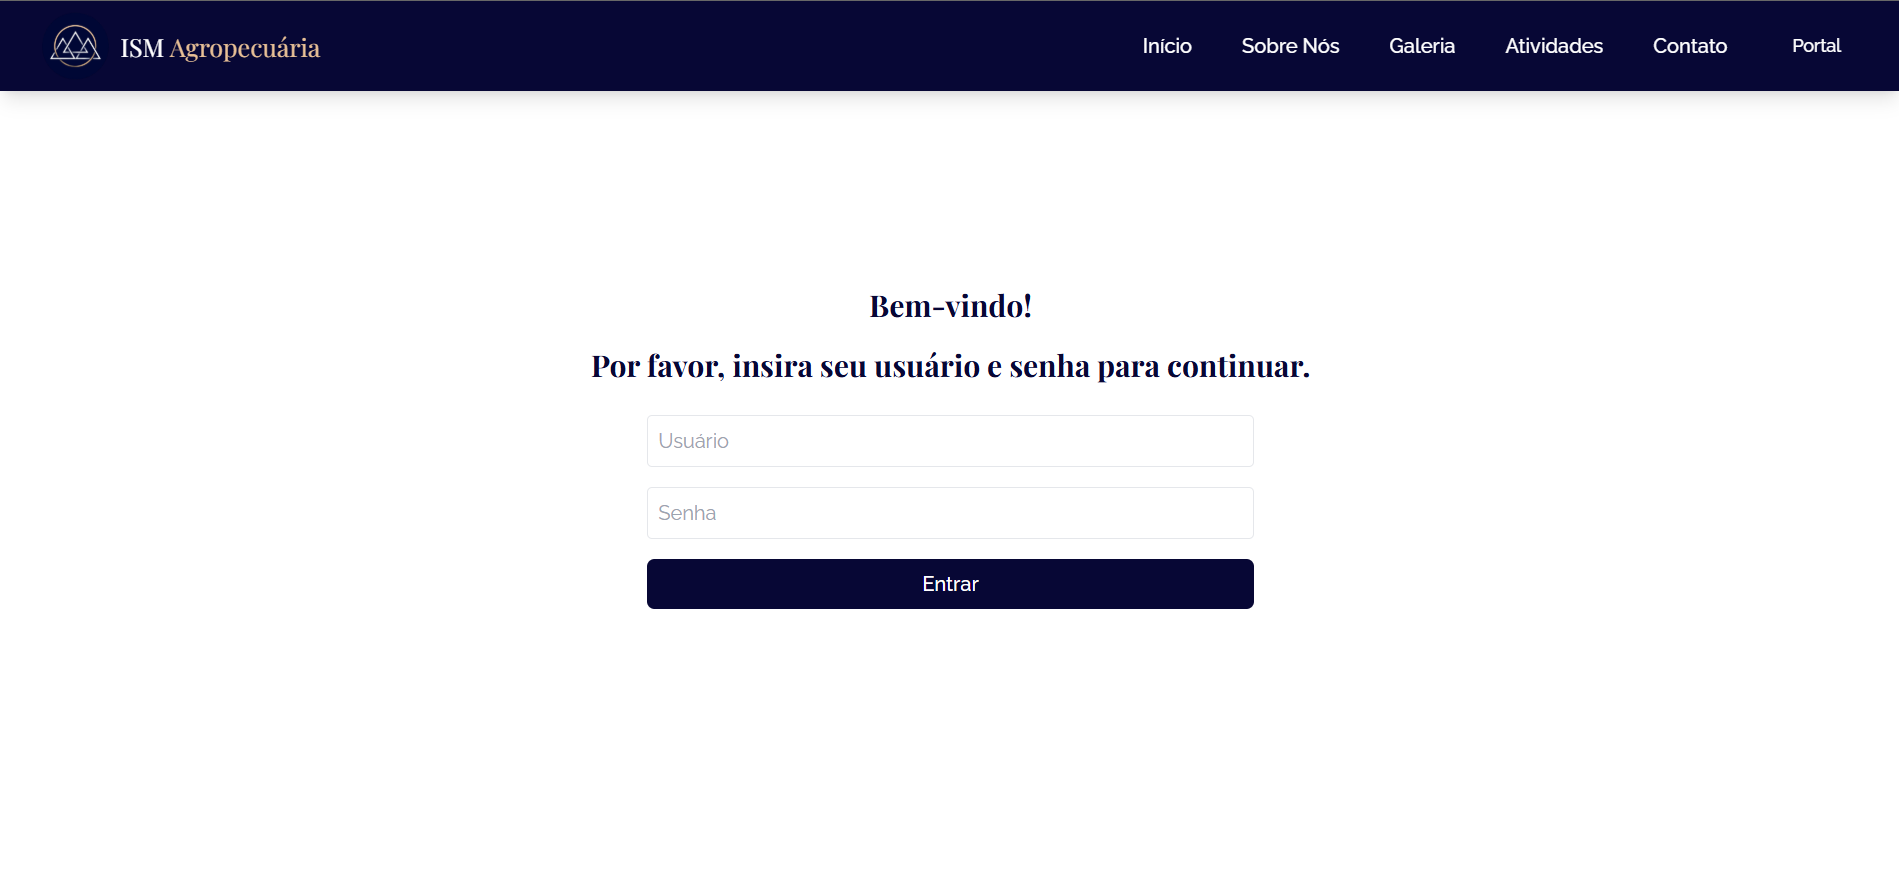 ISM Agropecuária
Início Sobre Nós Galeria Atividades Contato Portal
Bem-vindo!
Por favor, insira seu usuário e senha para continuar.
Usuário
Senha
Entrar